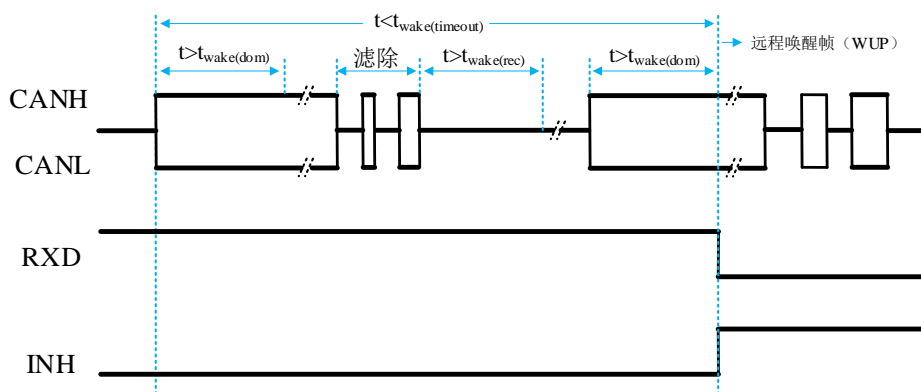 t<twake(timeout)
远程唤醒帧（WUP）
t>twake(dom)
滤除
t>twake(rec)
t>twake(dom)
CANH
CANL
RXD
INH